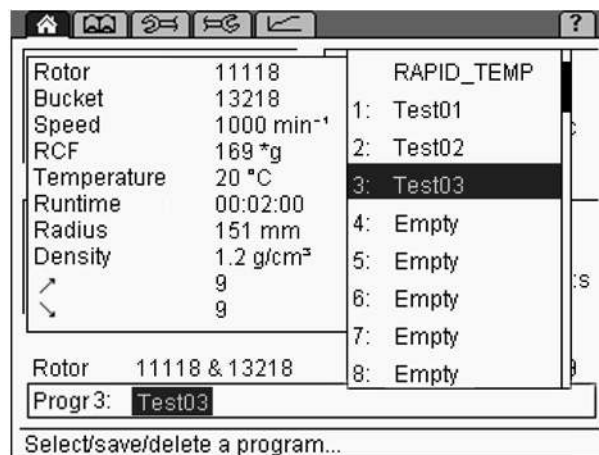 ?
Rotor 11118
Bucket 13218
Speed 1000 min⁻¹
RCF 169 *g
Temperature 20 °C
Runtime 00:02:00
Radius 151 mm
Density 1.2 g/cm³
↗ 9
↘ 9
RAPID_TEMP
1: Test01
2: Test02
3: Test03
4: Empty
5: Empty
6: Empty
7: Empty
8: Empty
Rotor 11118 & 13218
Progr 3: Test03
Select/save/delete a program...